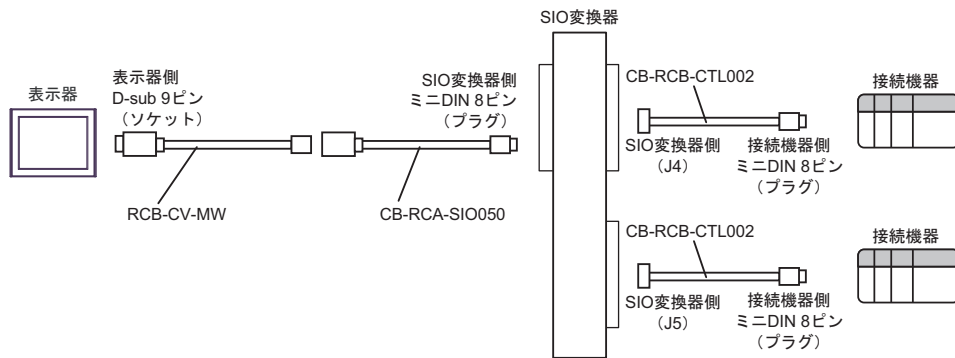 SIO変換器
表示器
表示器側
D-sub 9ピン
（ソケット）
RCB-CV-MW
SIO変換器側
ミニDIN 8ピン
（プラグ）
CB-RCA-SIO050
CB-RCB-CTL002
接続機器
SIO変換器側
（J4）
接続機器側
ミニDIN 8ピン
（プラグ）
CB-RCB-CTL002
接続機器
SIO変換器側
（J5）
接続機器側
ミニDIN 8ピン
（プラグ）